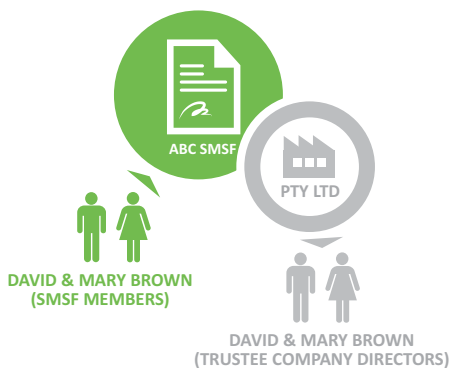 ABC SMSF
PTY LTD
DAVID & MARY BROWN
(SMSF MEMBERS)
DAVID & MARY BROWN
(TRUSTEE COMPANY DIRECTORS)